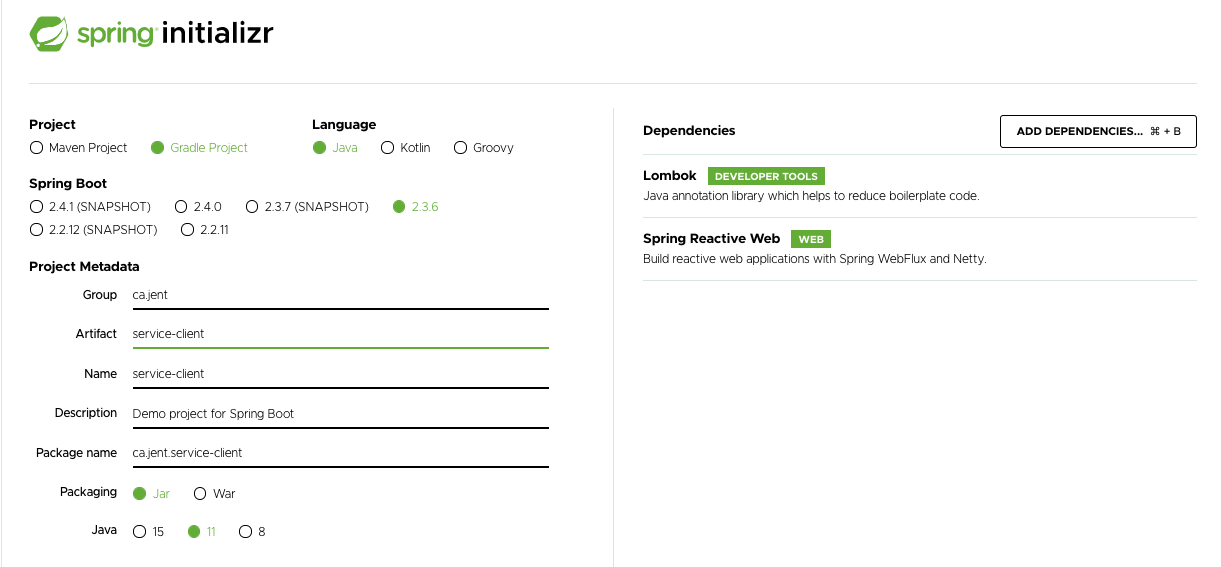 spring initializr
Project
Maven Project Gradle Project
Language
Java Kotlin Groovy
Spring Boot
2.4.1 (SNAPSHOT) 2.4.0 2.3.7 (SNAPSHOT) 2.3.6
2.2.12 (SNAPSHOT) 2.2.11
Project Metadata
Group ca.jent
Artifact service-client
Name service-client
Description Demo project for Spring Boot
Package name ca.jent.service-client
Packaging Jar War
Java 15 11 8
Dependencies
ADD DEPENDENCIES... ⌘ + B
Lombok DEVELOPER TOOLS
Java annotation library which helps to reduce boilerplate code.
Spring Reactive Web WEB
Build reactive web applications with Spring WebFlux and Netty.